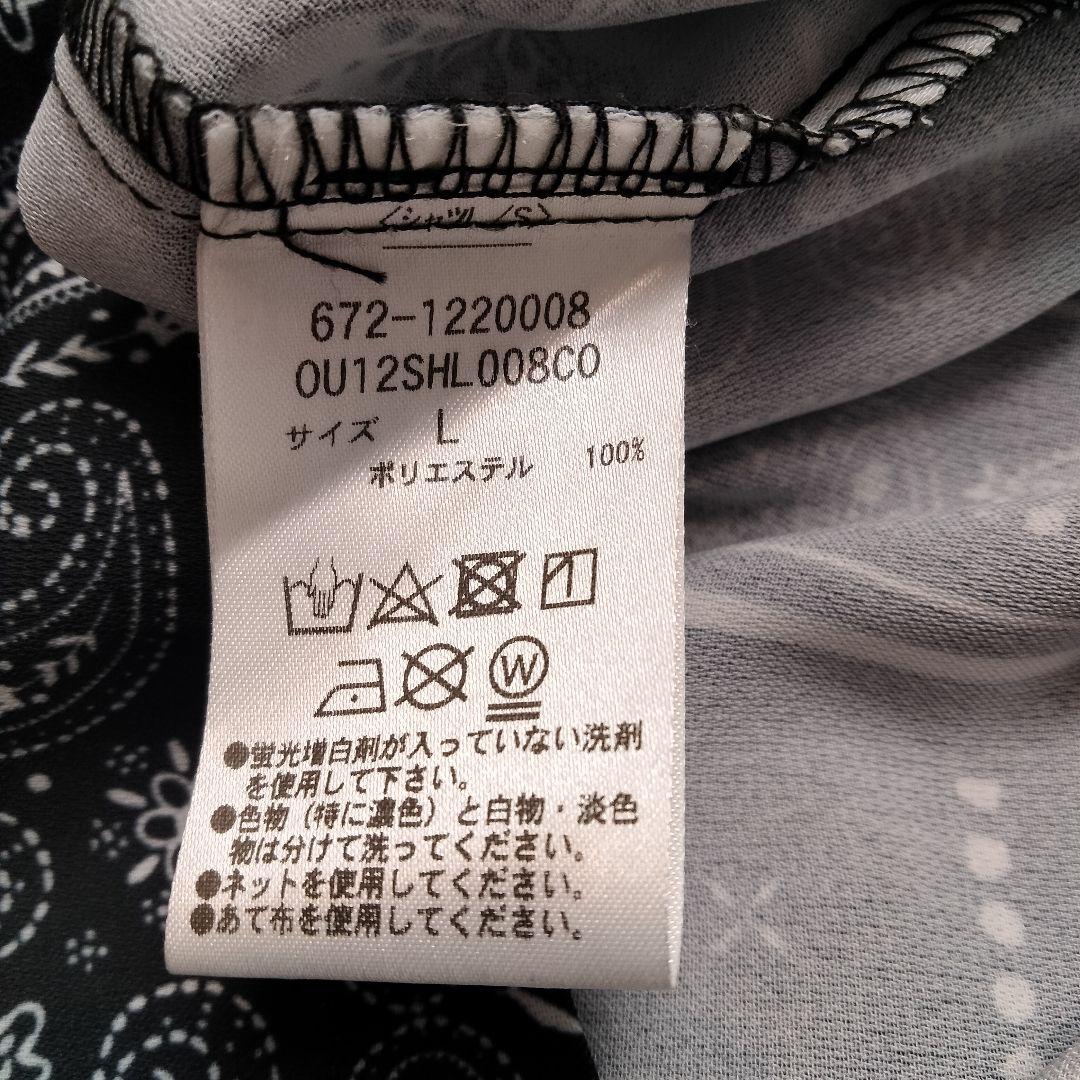 〈シャツ /S〉
672-1220008
OU12SHL008CO
サイズ L
ポリエステル 100%
W
●蛍光増白剤が入っていない洗剤
を使用して下さい。
●色物(特に濃色)と白物・淡色
物は分けて洗ってください。
●ネットを使用してください。
●あて布を使用してください。